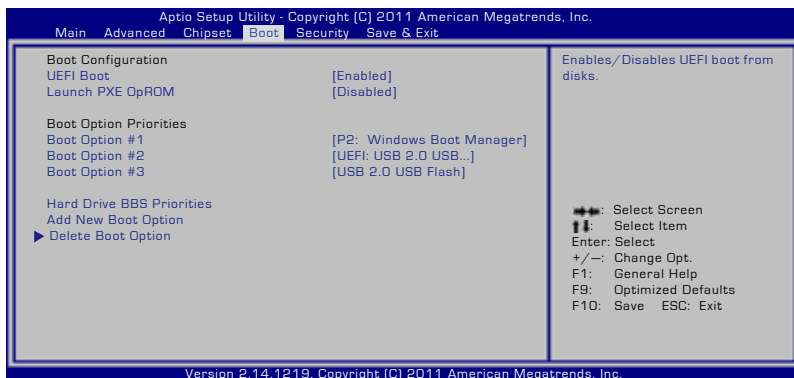 Aptio Setup Utility - Copyright (C) 2011 American Megatrends, Inc.
Main Advanced Chipset Boot Security Save & Exit
Boot Configuration
UEFI Boot [Enabled]
Launch PXE OpROM [Disabled]
Boot Option Priorities
Boot Option #1 [P2: Windows Boot Manager]
Boot Option #2 [UEFI: USB 2.0 USB...]
Boot Option #3 [USB 2.0 USB Flash]
Hard Drive BBS Priorities
Add New Boot Option
Delete Boot Option
Enables/Disables UEFI boot from
disks.
: Select Screen
: Select Item
Enter: Select
+/—: Change Opt.
F1: General Help
F9: Optimized Defaults
F10: Save ESC: Exit
Version 2.14.1219. Copyright (C) 2011 American Megatrends, Inc.